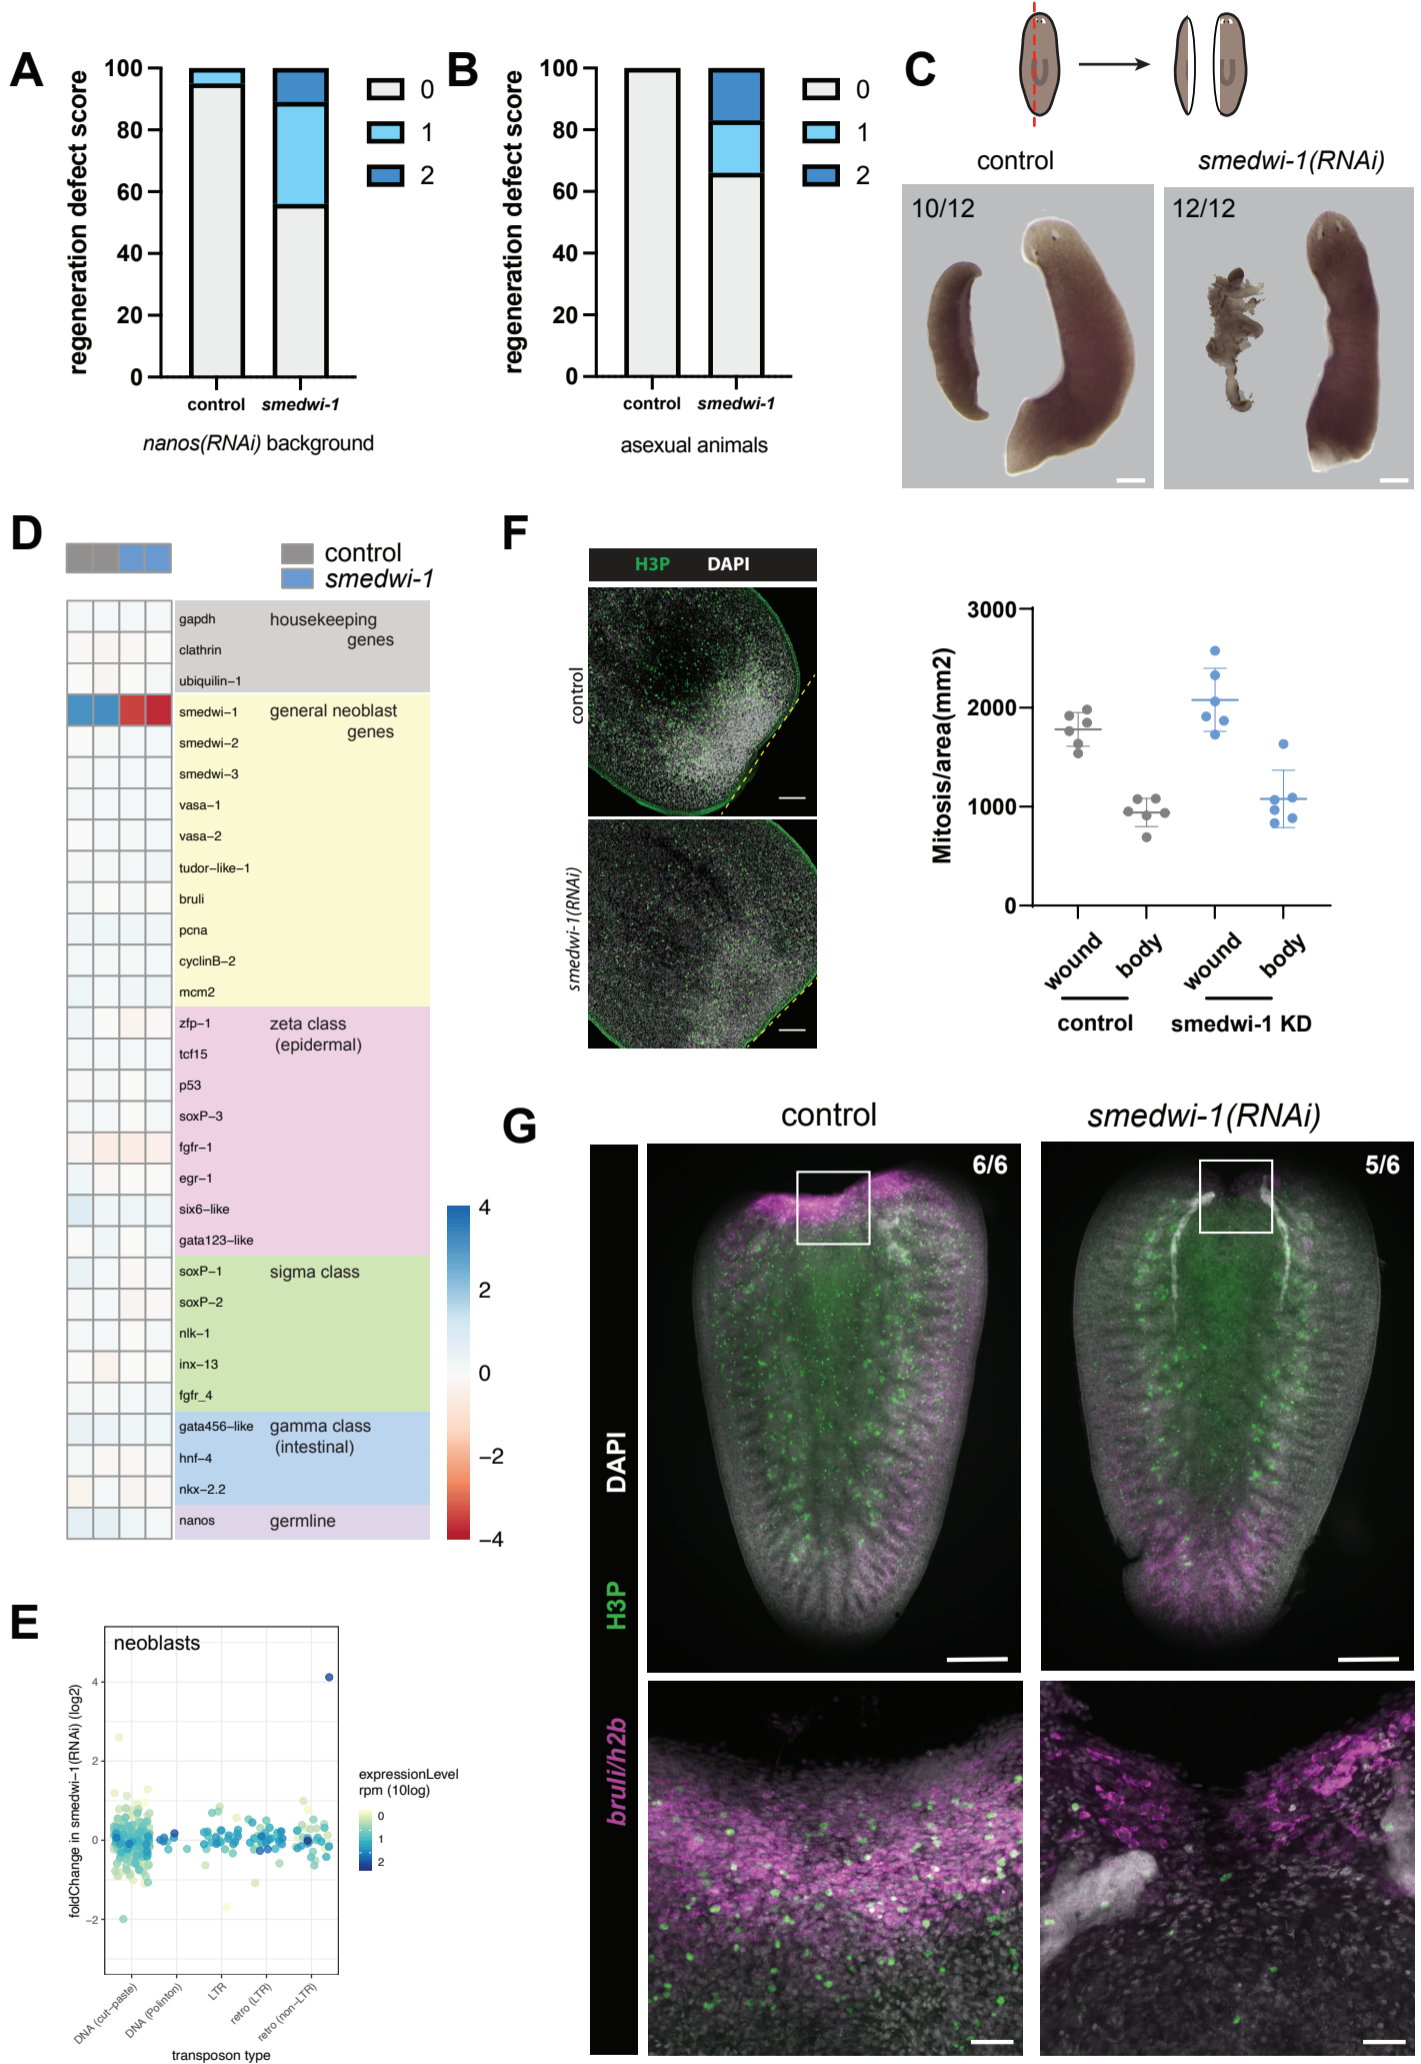 A
regeneration defect score
100
80
60
40
20
0
0
1
2
control
smedwi-1
nanos(RNAi) background
B
regeneration defect score
100
80
60
40
20
0
0
1
2
control
smedwi-1
asexual animals
C
control
smedwi-1(RNAi)
10/12
12/12
D
control
smedwi-1
gapdh
clathrin
ubiquilin−1
housekeeping
genes
smedwi−1
smedwi−2
smedwi−3
vasa−1
vasa−2
tudor−like−1
bruli
pcna
cyclinB−2
mcm2
general neoblast
genes
zfp−1
tcf15
p53
soxP−3
fgfr−1
egr−1
six6−like
gata123−like
zeta class
(epidermal)
soxP−1
soxP−2
nlk−1
inx−13
fgfr_4
sigma class
gata456−like
hnf−4
nkx−2.2
gamma class
(intestinal)
nanos
germline
4
2
0
−2
−4
E
neoblasts
foldChange in smedwi−1(RNAi) (log2)
4
2
0
−2
DNA (cut−paste)
DNA (Polinton)
LTR
retro (LTR)
retro (non−LTR)
transposon type
expressionLevel
rpm (10log)
0
1
2
F
H3P DAPI
control
smedwi-1(RNAi)
Mitosis/area(mm2)
3000
2000
1000
0
wound
body
wound
body
control
smedwi-1 KD
G
control
smedwi-1(RNAi)
6/6
5/6
bruli/h2b H3P DAPI